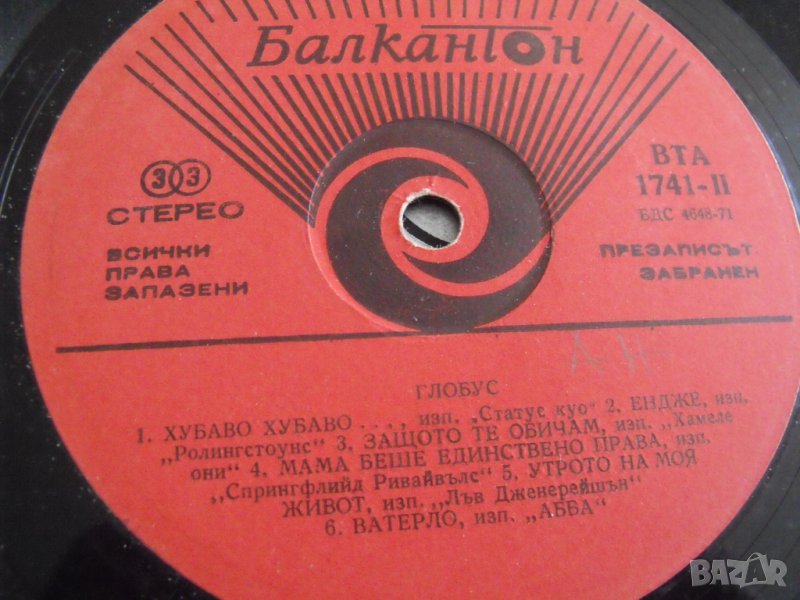 Балкантон
33
СТЕРЕО
ВТА
1741-II
БДС 4648-71
ВСИЧКИ
ПРАВА
ЗАПАЗЕНИ
ПРЕЗАПИСЪТ
ЗАБРАНЕН
ГЛОБУС
1. ХУБАВО ХУБАВО . . ., изп. „Статус куо" 2. ЕНДЖЕ, изп.
„Ролингстоунс" 3. ЗАЩОТО ТЕ ОБИЧАМ, изп. „Хамеле
они" 4. МАМА БЕШЕ ЕДИНСТВЕНО ПРАВА, изп.
„Спрингфлийд Ривайвълс" 5. УТРОТО НА МОЯ
ЖИВОТ, изп. „Лъв Дженерейшън"
6. ВАТЕРЛО, изп. „АББА"
BAZAR